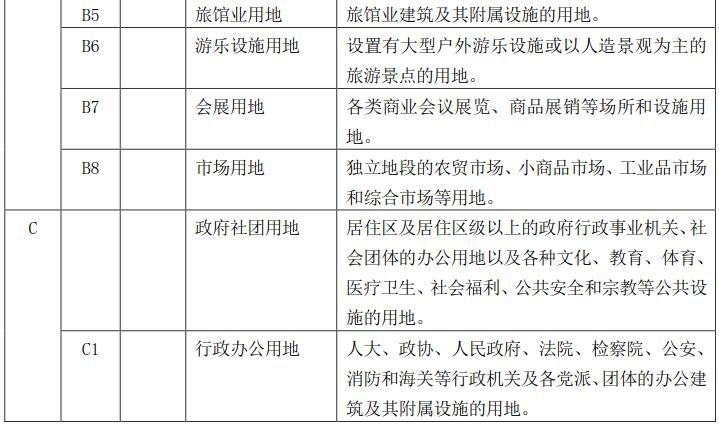 B5 旅馆业用地 旅馆业建筑及其附属设施的用地。
B6 游乐设施用地 设置有大型户外游乐设施或以人造景观为主的
旅游景点的用地。
B7 会展用地 各类商业会议展览、商品展销等场所和设施用
地。
B8 市场用地 独立地段的农贸市场、小商品市场、工业品市场
和综合市场等用地。
C 政府社团用地 居住区及居住区级以上的政府行政事业机关、社
会团体的办公用地以及各种文化、教育、体育、
医疗卫生、社会福利、公共安全和宗教等公共设
施的用地。
C1 行政办公用地 人大、政协、人民政府、法院、检察院、公安、
消防和海关等行政机关及各党派、团体的办公建
筑及其附属设施的用地。